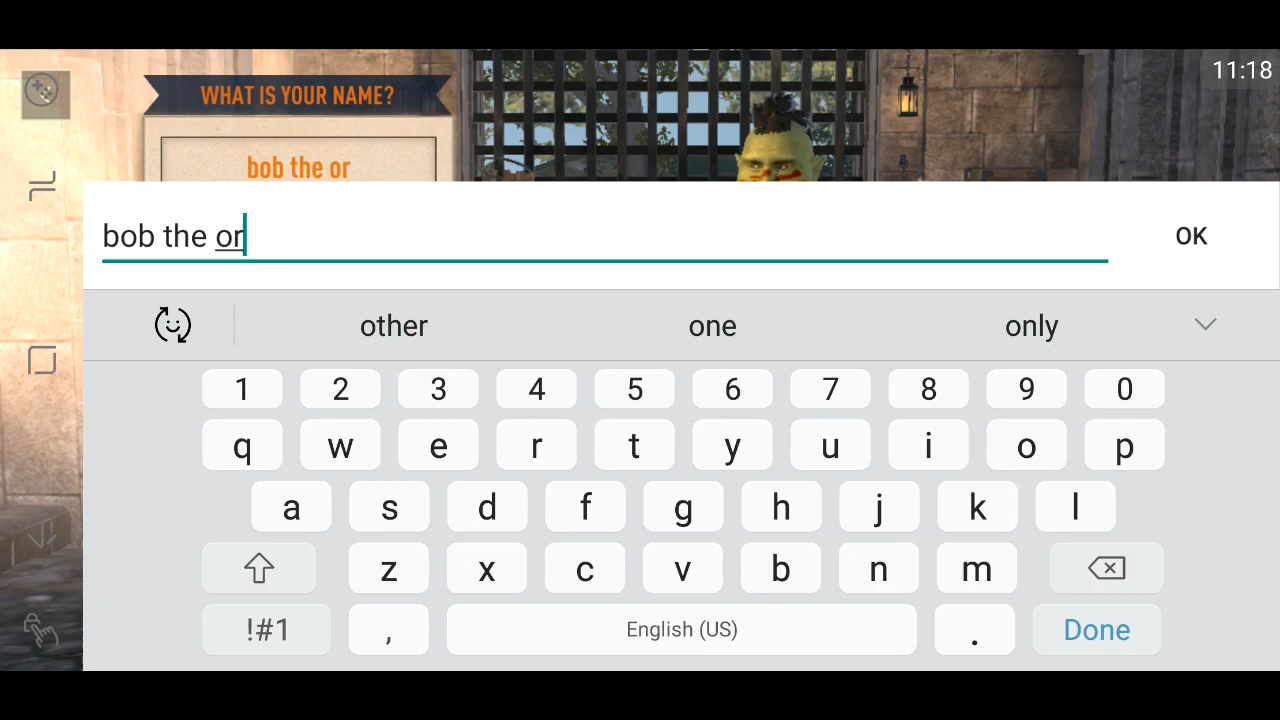 11:18
WHAT IS YOUR NAME?
bob the or
bob the or
OK
other one only
1 2 3 4 5 6 7 8 9 0
q w e r t y u i o p
a s d f g h j k l
z x c v b n m
!#1 , English (US) . Done